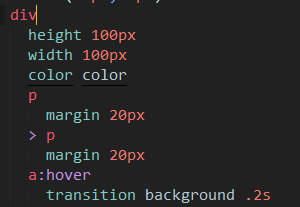 div
height 100px
width 100px
color color
p
margin 20px
> p
margin 20px
a:hover
transition background .2s